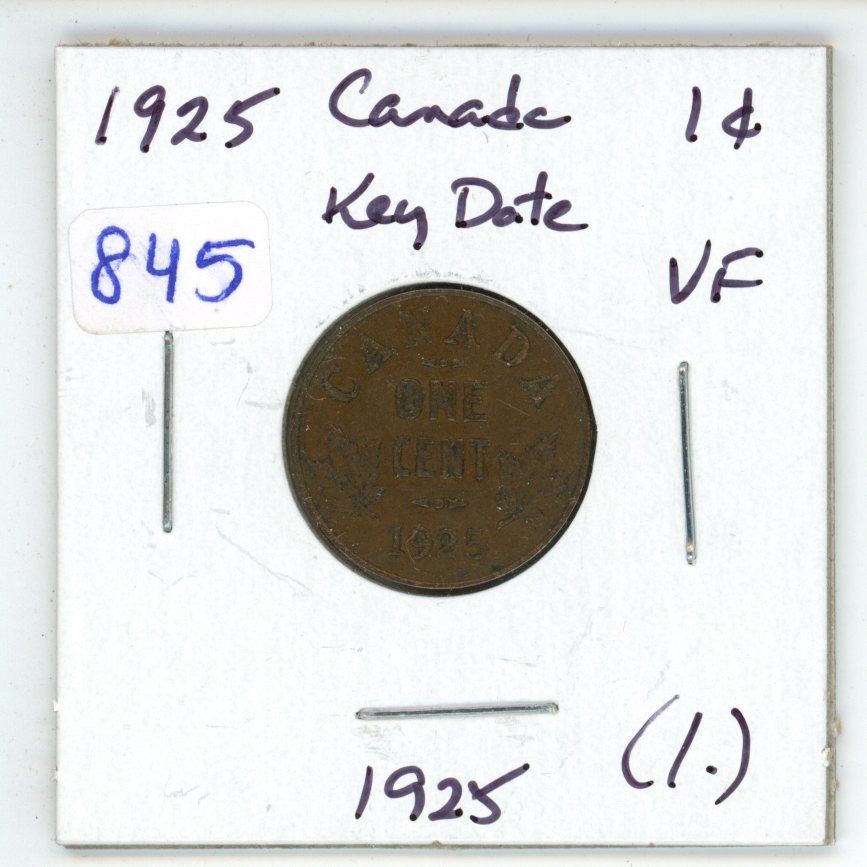 1925 Canada 1¢
Key Date
845
VF
CANADA
ONE
CENT
1925
1925 (1.)